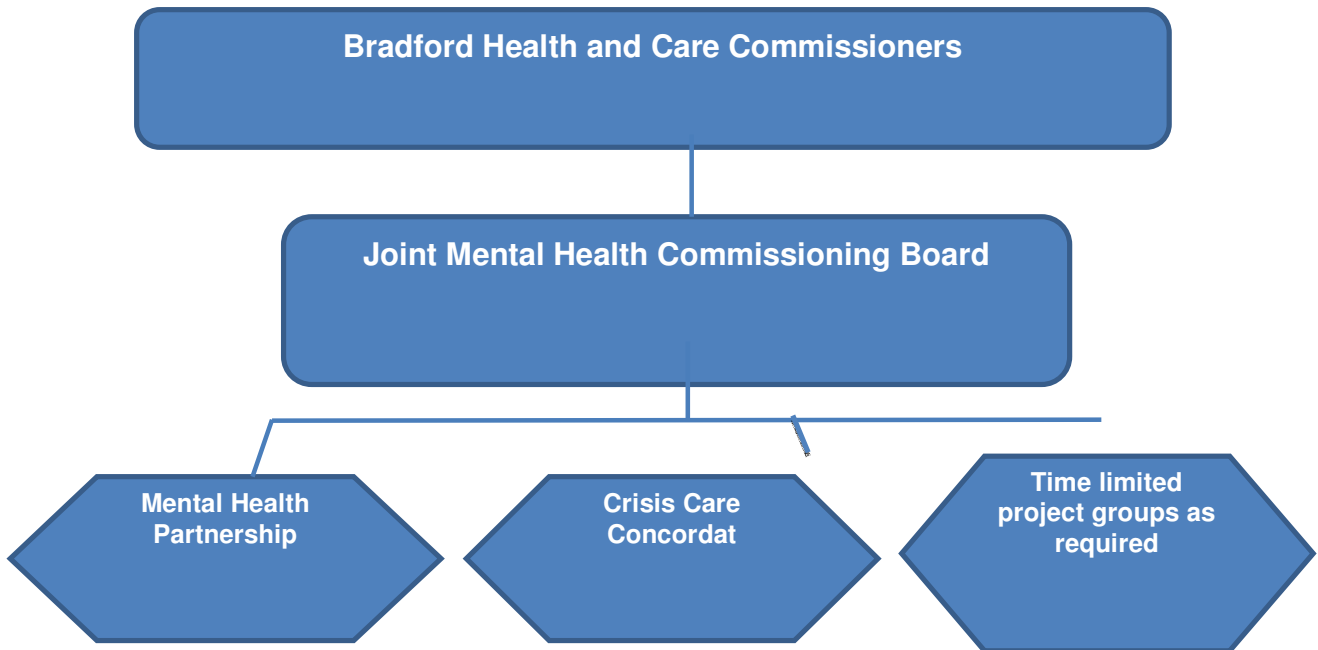 Bradford Health and Care Commissioners
Joint Mental Health Commissioning Board
Mental Health
Partnership
Crisis Care
Concordat
Time limited
project groups as
required